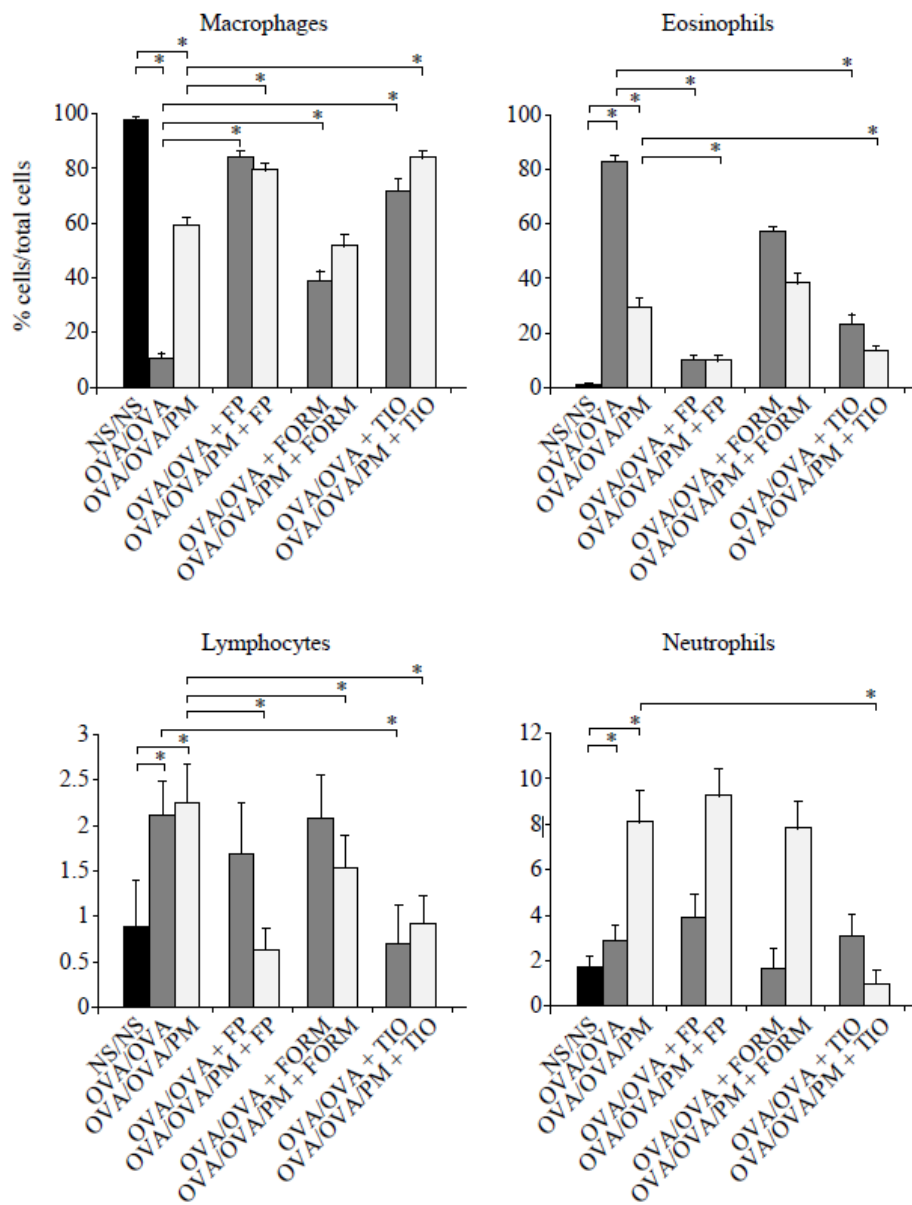 Macrophages
* * * * * * *
% cells/total cells
100
80
60
40
20
0
NS/NS
OVA/OVA
OVA/OVA/PM
OVA/OVA + FP
OVA/OVA/PM + FP
OVA/OVA + FORM
OVA/OVA/PM + FORM
OVA/OVA + TIO
OVA/OVA/PM + TIO
Eosinophils
* * * * * *
100
80
60
40
20
0
NS/NS
OVA/OVA
OVA/OVA/PM
OVA/OVA + FP
OVA/OVA/PM + FP
OVA/OVA + FORM
OVA/OVA/PM + FORM
OVA/OVA + TIO
OVA/OVA/PM + TIO
Lymphocytes
* * * * * *
3
2.5
2
1.5
1
0.5
0
NS/NS
OVA/OVA
OVA/OVA/PM
OVA/OVA + FP
OVA/OVA/PM + FP
OVA/OVA + FORM
OVA/OVA/PM + FORM
OVA/OVA + TIO
OVA/OVA/PM + TIO
Neutrophils
* * *
12
10
8
6
4
2
0
NS/NS
OVA/OVA
OVA/OVA/PM
OVA/OVA + FP
OVA/OVA/PM + FP
OVA/OVA + FORM
OVA/OVA/PM + FORM
OVA/OVA + TIO
OVA/OVA/PM + TIO